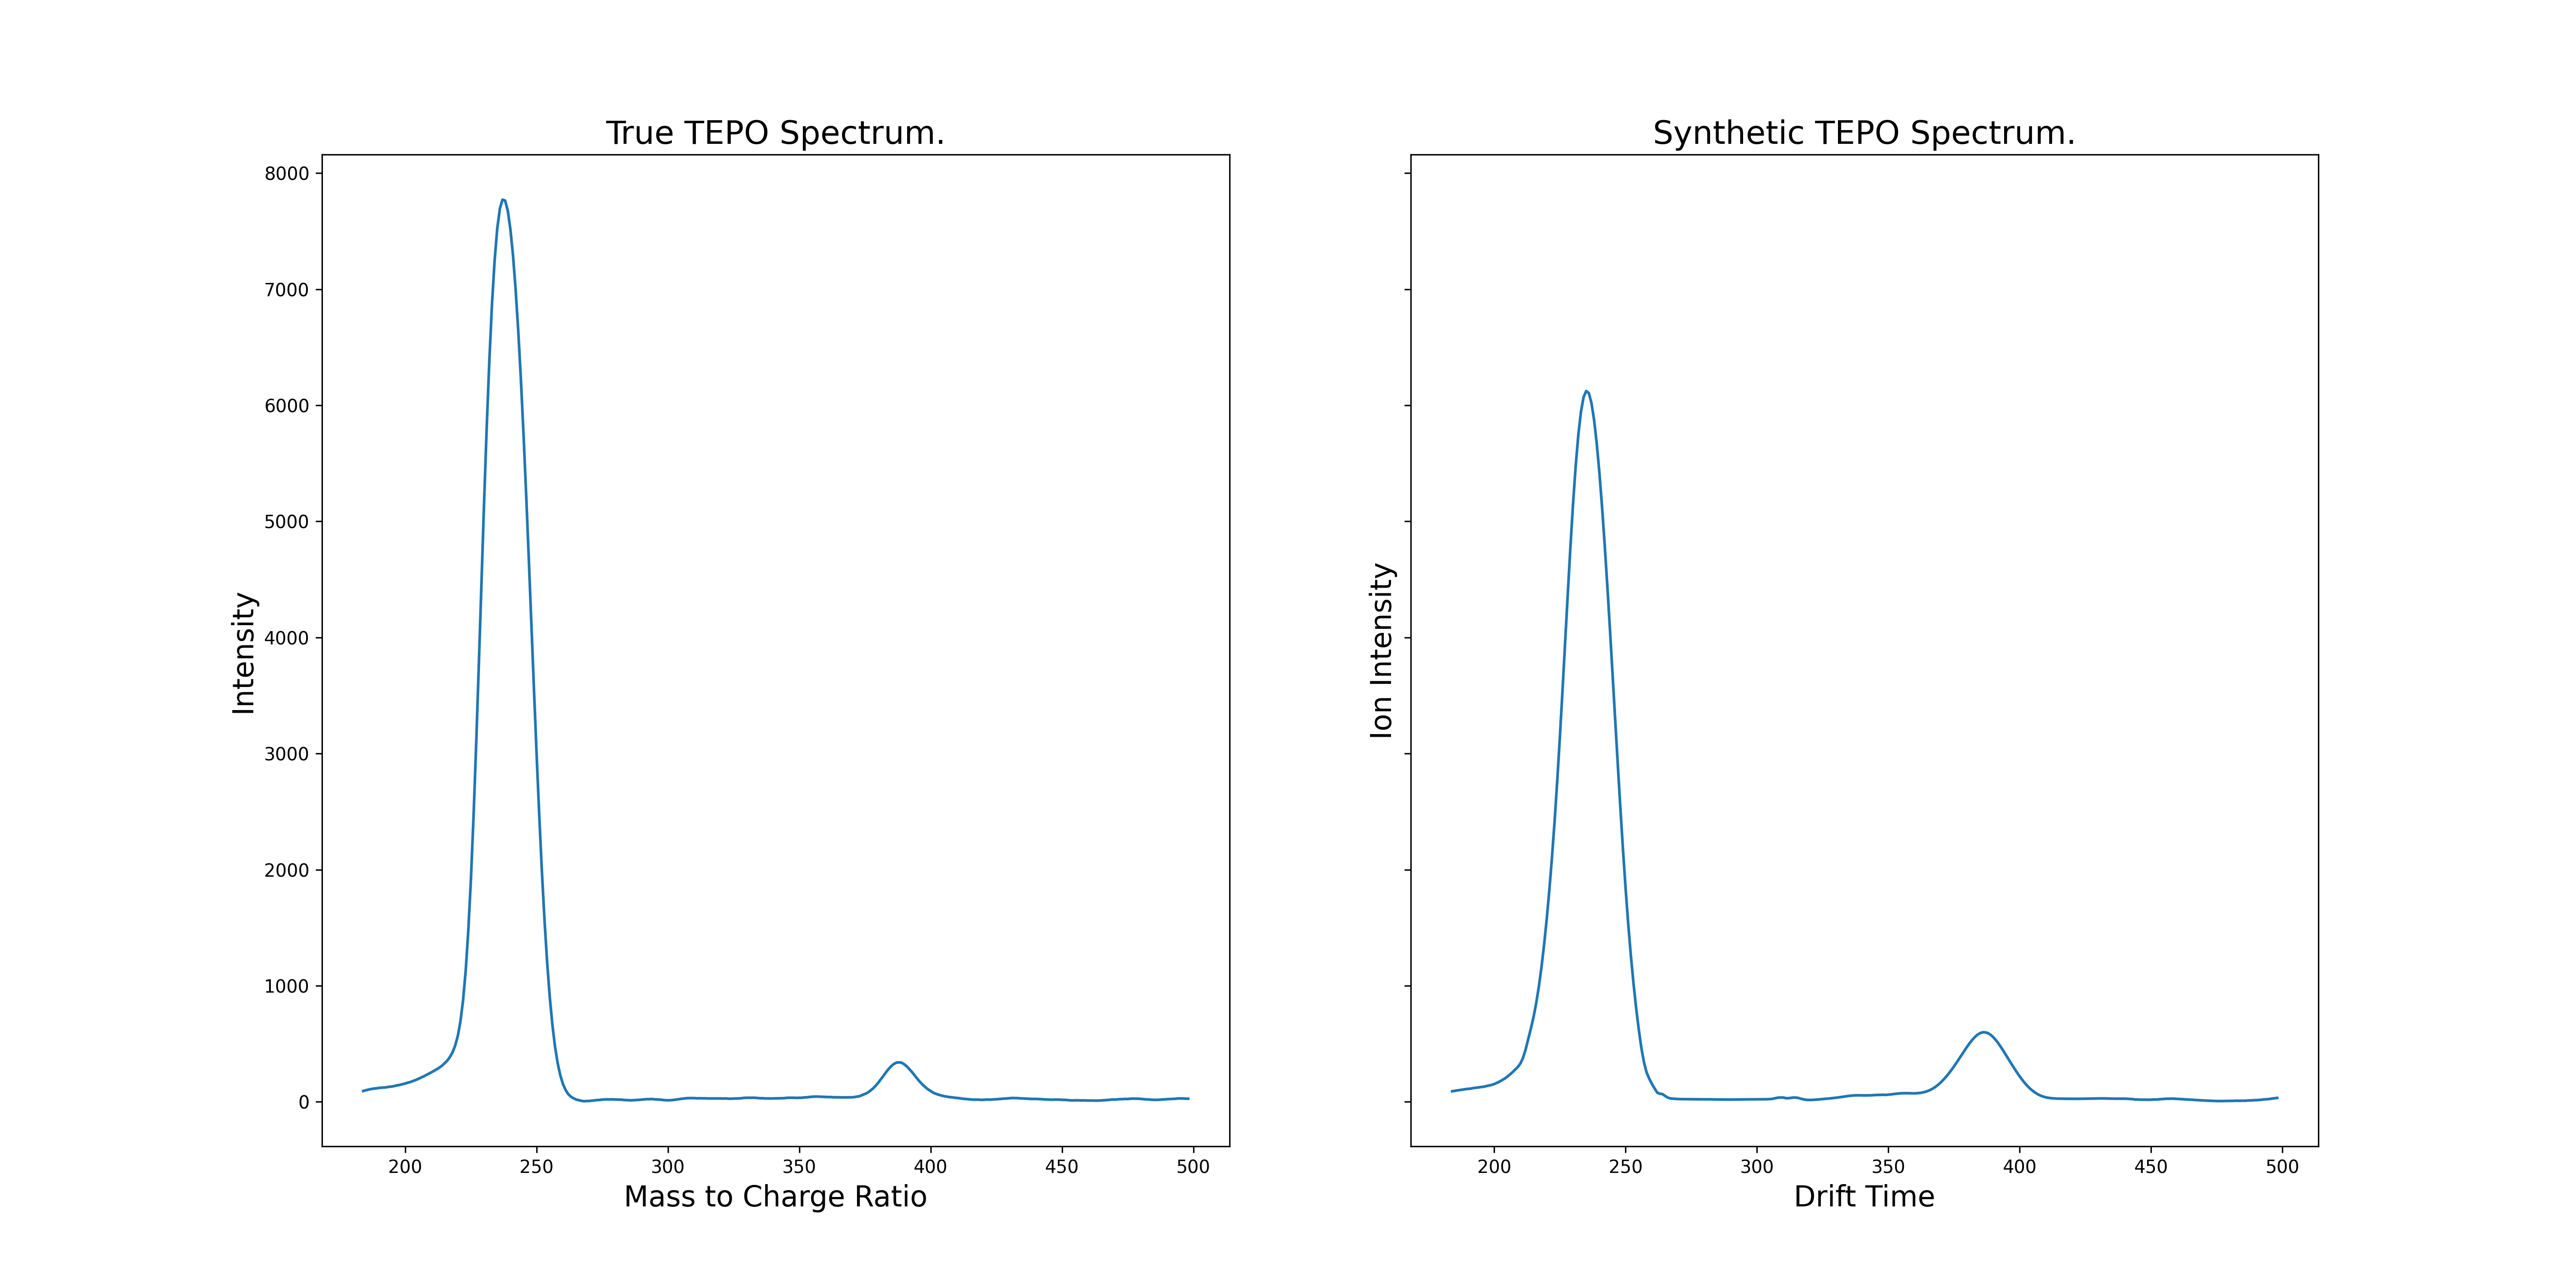 True TEPO Spectrum.
8000
7000
6000
5000
4000
3000
2000
1000
0
Intensity
200 250 300 350 400 450 500
Mass to Charge Ratio
Synthetic TEPO Spectrum.
Ion Intensity
200 250 300 350 400 450 500
Drift Time